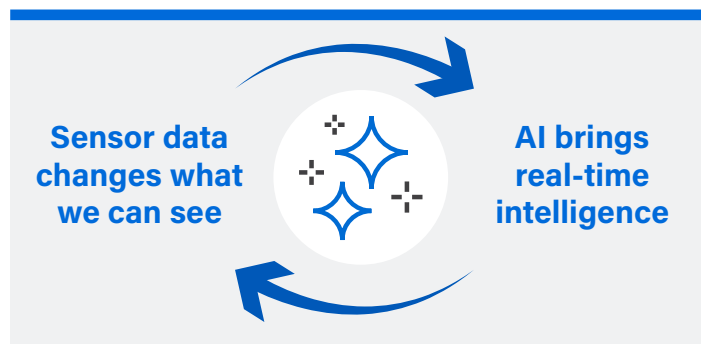 Sensor data
changes what
we can see
AI brings
real-time
intelligence